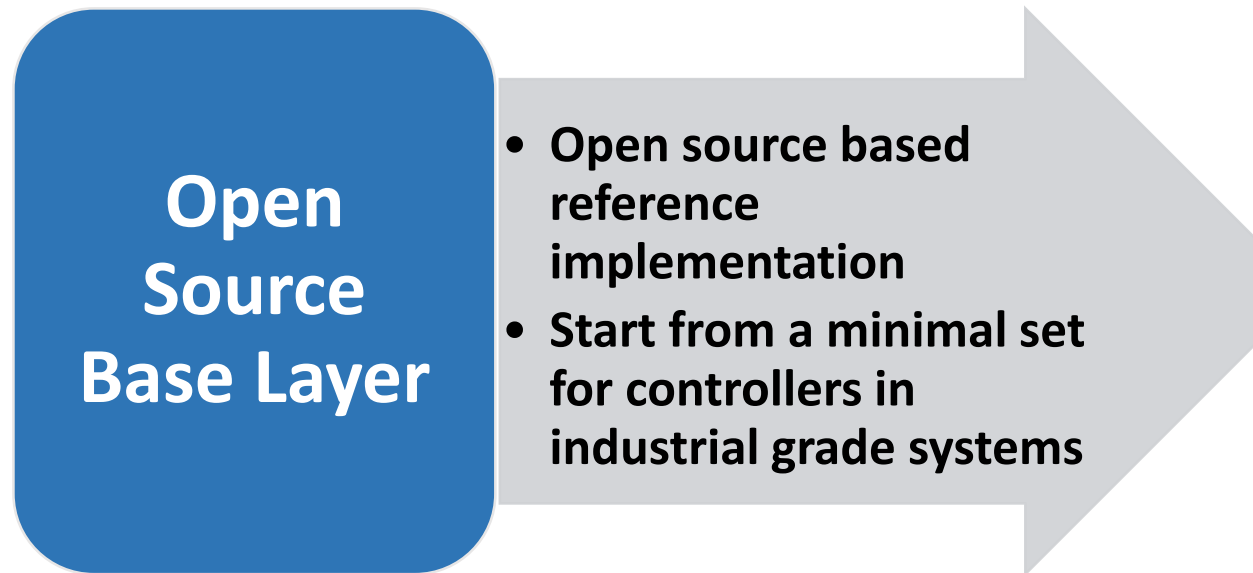 Open
Source
Base Layer
• Open source based
reference
implementation
• Start from a minimal set
for controllers in
industrial grade systems